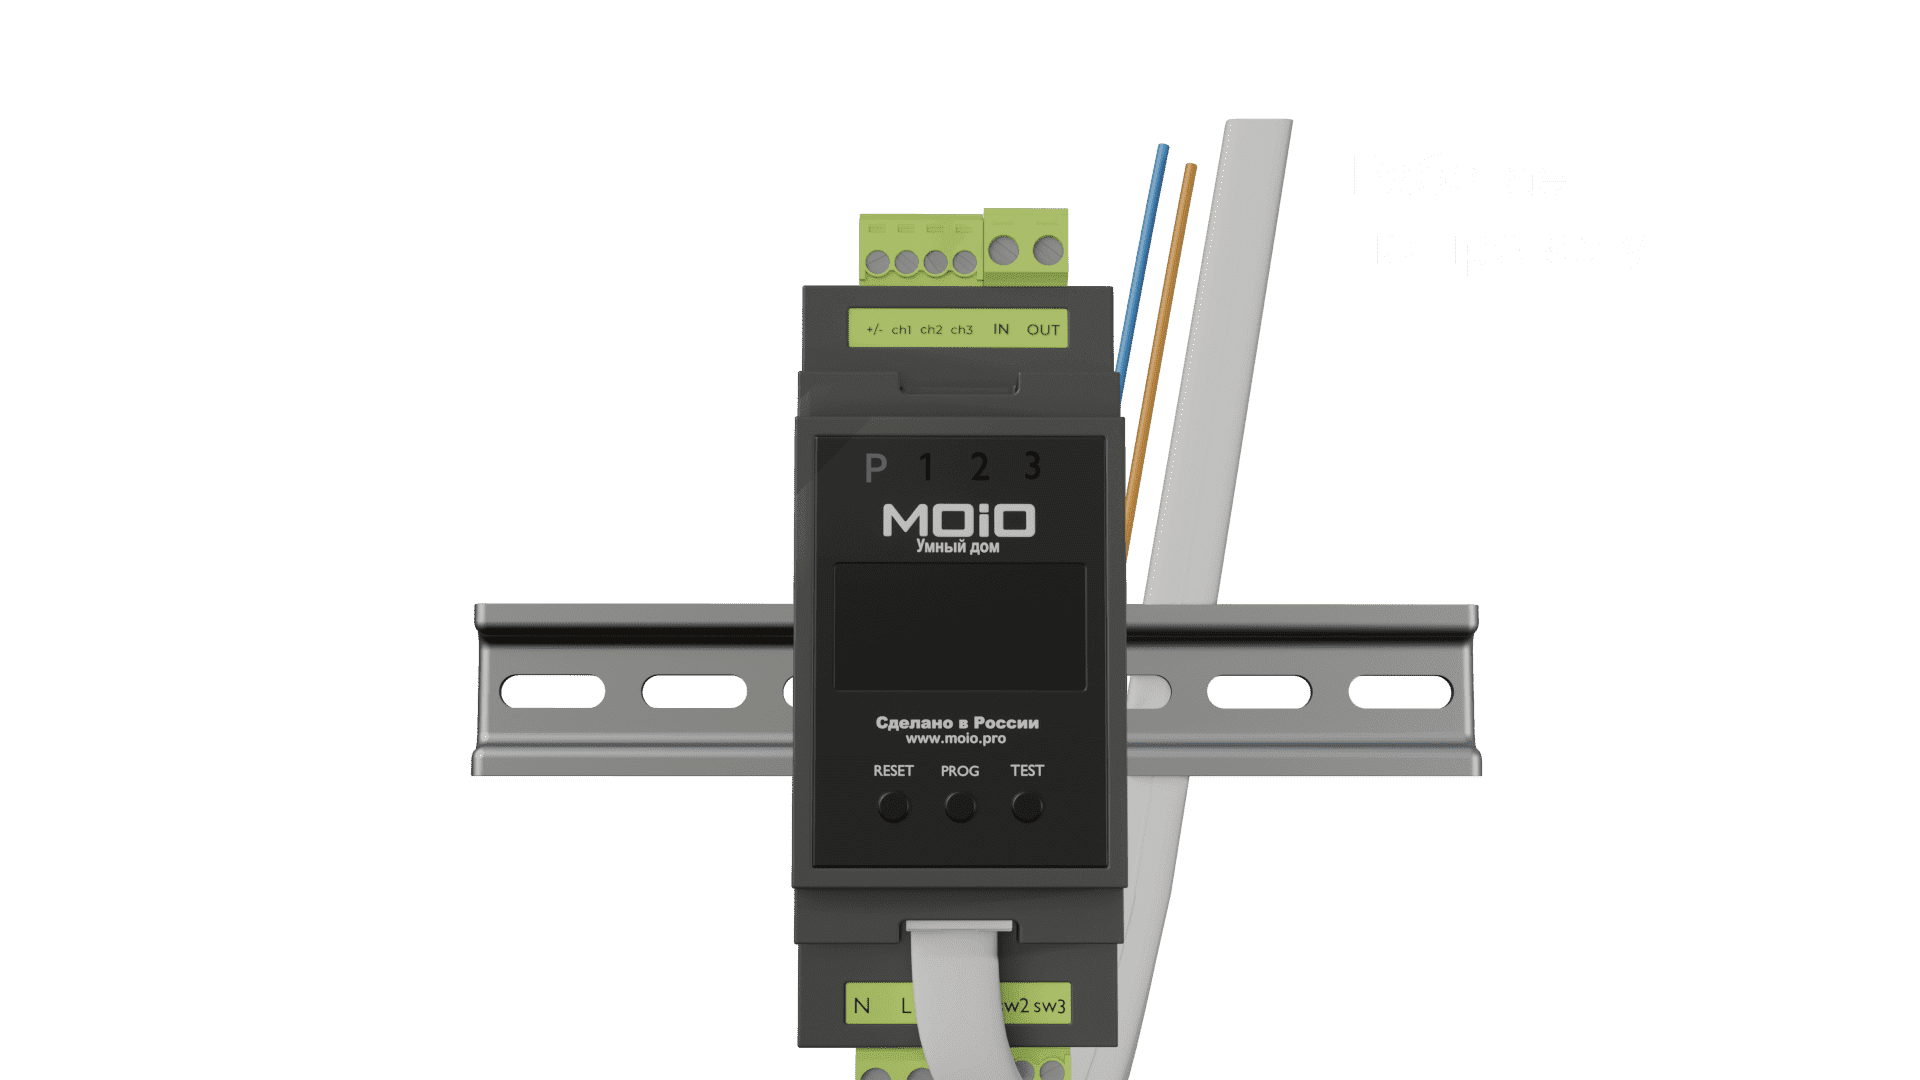 +/- ch1 ch2 ch3 IN OUT
P 1 2 3
MOiO
Умный дом
Сделано в России
www.moio.pro
RESET PROG TEST
N L sw2 sw3